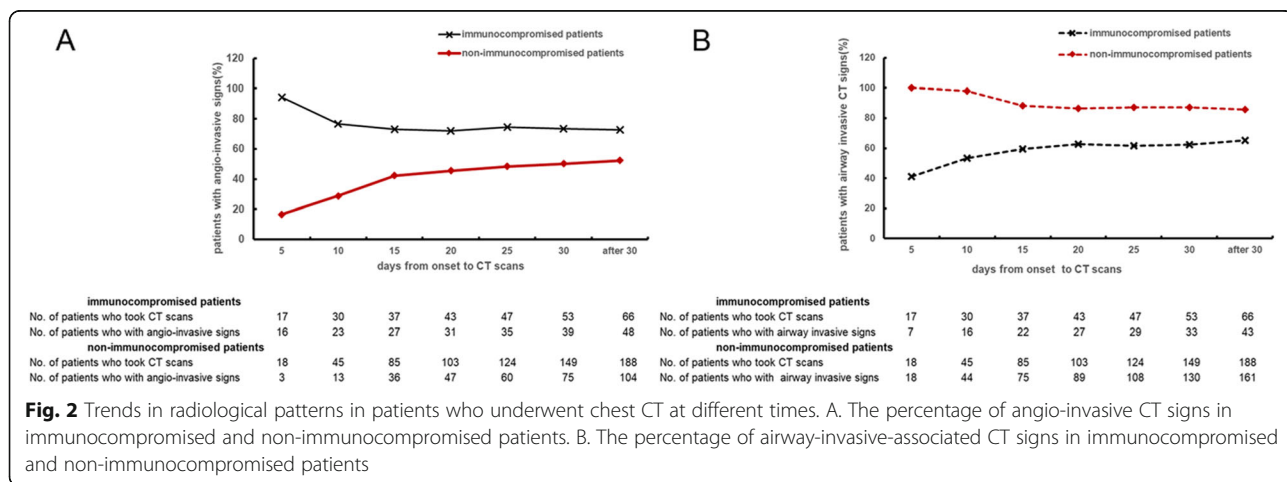 A
immunocompromised patients
non-immunocompromised patients
patients with angio-invasive signs(%)
120
100
80
60
40
20
0
5 10 15 20 25 30 after 30
days from onset to CT scans
immunocompromised patients
No. of patients who took CT scans 17 30 37 43 47 53 66
No. of patients who with angio-invasive signs 16 23 27 31 35 39 48
non-immunocompromised patients
No. of patients who took CT scans 18 45 85 103 124 149 188
No. of patients who with angio-invasive signs 3 13 36 47 60 75 104
B
immunocompromised patients
non-immunocompromised patients
patients with airway invasive CT signs(%)
120
100
80
60
40
20
0
5 10 15 20 25 30 after 30
days from onset to CT scans
immunocompromised patients
No. of patients who took CT scans 17 30 37 43 47 53 66
No. of patients who with airway invasive signs 7 16 22 27 29 33 43
non-immunocompromised patients
No. of patients who took CT scans 18 45 85 103 124 149 188
No. of patients who with airway invasive signs 18 44 75 89 108 130 161
Fig. 2 Trends in radiological patterns in patients who underwent chest CT at different times. A. The percentage of angio-invasive CT signs in
immunocompromised and non-immunocompromised patients. B. The percentage of airway-invasive-associated CT signs in immunocompromised
and non-immunocompromised patients